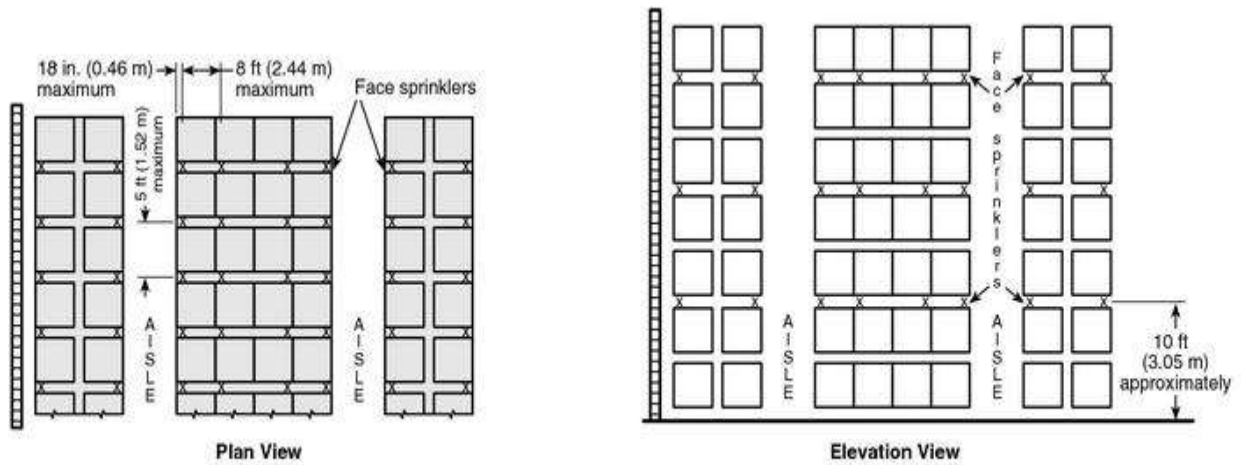 18 in. (0.46 m)
maximum
8 ft (2.44 m)
maximum
Face sprinklers
5 ft (1.52 m)
maximum
AISLE
AISLE
Plan View
Face sprinklers
AISLE
AISLE
10 ft
(3.05 m)
approximately
Elevation View